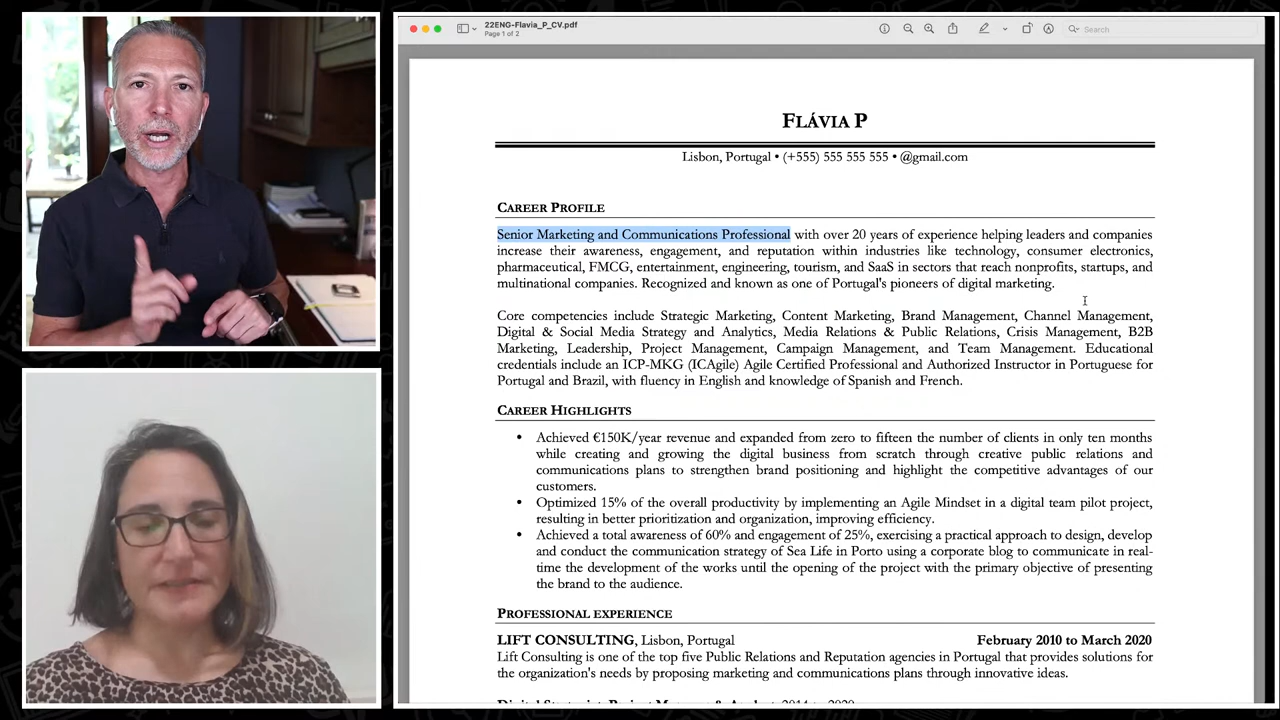 22ENG-Flavia_P_CV.pdf
Page 1 of 2
Search
FLÁVIA P
Lisbon, Portugal • (+555) 555 555 555 • @gmail.com
CAREER PROFILE
Senior Marketing and Communications Professional with over 20 years of experience helping leaders and companies
increase their awareness, engagement, and reputation within industries like technology, consumer electronics,
pharmaceutical, FMCG, entertainment, engineering, tourism, and SaaS in sectors that reach nonprofits, startups, and
multinational companies. Recognized and known as one of Portugal's pioneers of digital marketing.
Core competencies include Strategic Marketing, Content Marketing, Brand Management, Channel Management,
Digital & Social Media Strategy and Analytics, Media Relations & Public Relations, Crisis Management, B2B
Marketing, Leadership, Project Management, Campaign Management, and Team Management. Educational
credentials include an ICP-MKG (ICAgile) Agile Certified Professional and Authorized Instructor in Portuguese for
Portugal and Brazil, with fluency in English and knowledge of Spanish and French.
CAREER HIGHLIGHTS
• Achieved €150K/year revenue and expanded from zero to fifteen the number of clients in only ten months
while creating and growing the digital business from scratch through creative public relations and
communications plans to strengthen brand positioning and highlight the competitive advantages of our
customers.
• Optimized 15% of the overall productivity by implementing an Agile Mindset in a digital team pilot project,
resulting in better prioritization and organization, improving efficiency.
• Achieved a total awareness of 60% and engagement of 25%, exercising a practical approach to design, develop
and conduct the communication strategy of Sea Life in Porto using a corporate blog to communicate in real-
time the development of the works until the opening of the project with the primary objective of presenting
the brand to the audience.
PROFESSIONAL EXPERIENCE
LIFT CONSULTING, Lisbon, Portugal February 2010 to March 2020
Lift Consulting is one of the top five Public Relations and Reputation agencies in Portugal that provides solutions for
the organization's needs by proposing marketing and communications plans through innovative ideas.